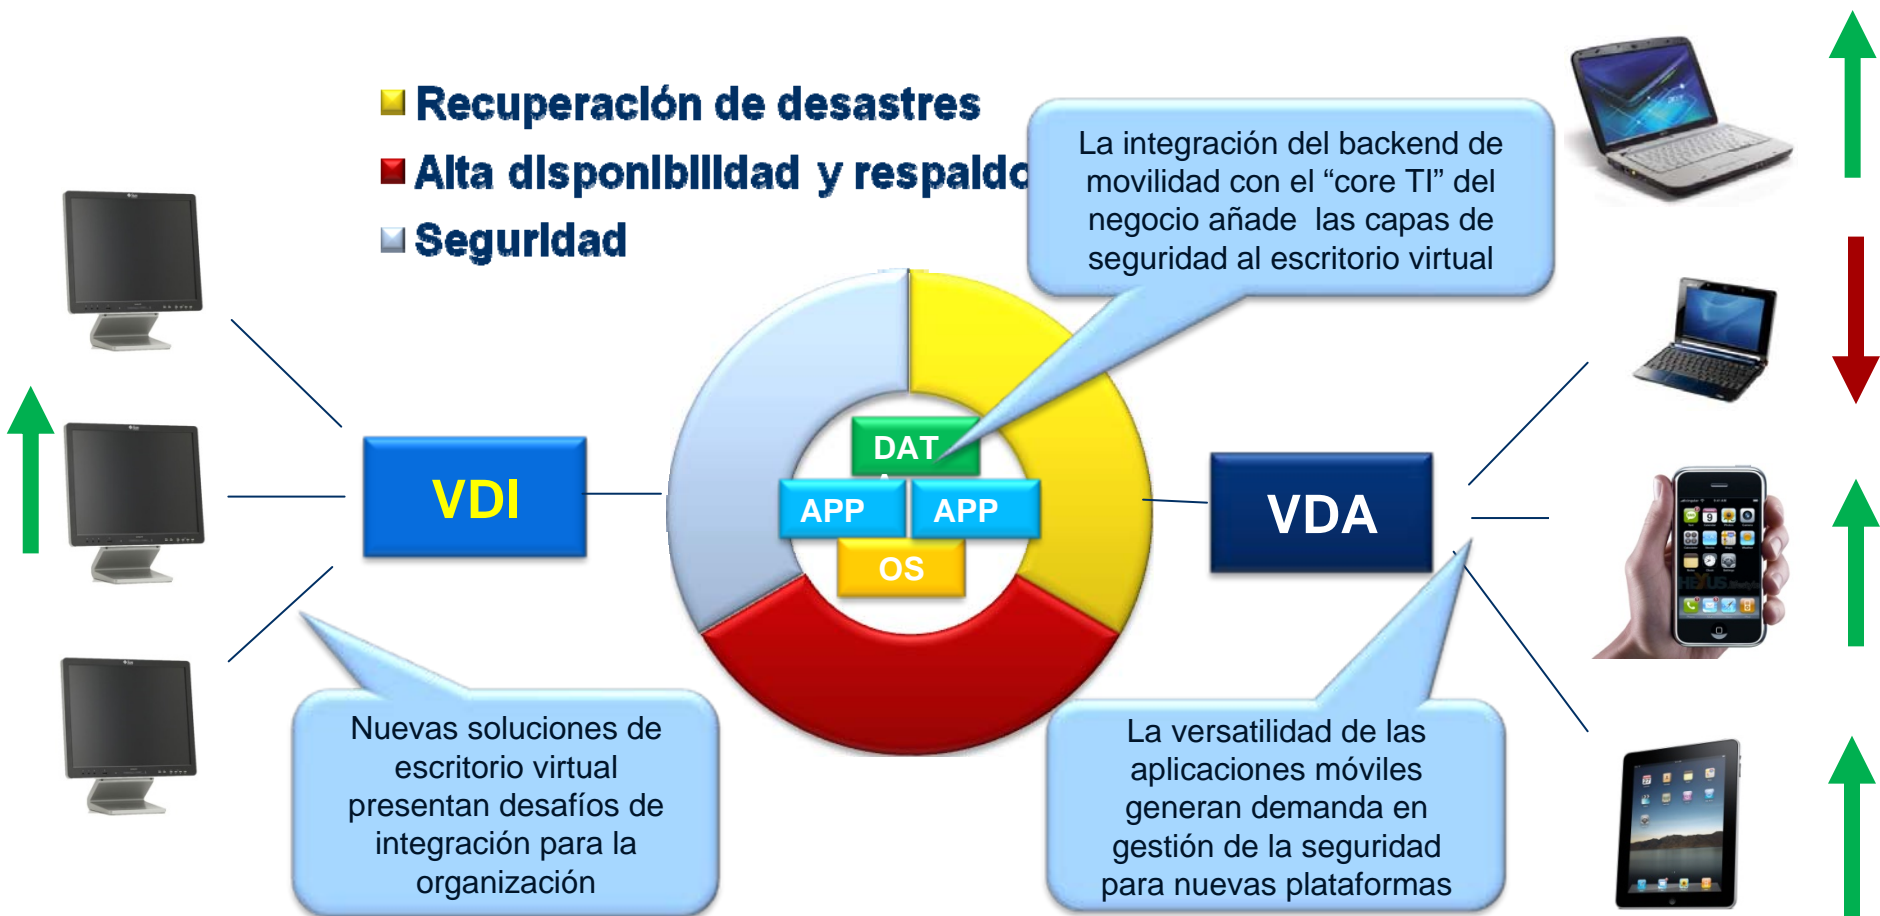 Recuperación de desastres
Alta disponibilidad y respaldo
Seguridad
La integración del backend de
movilidad con el “core TI” del
negocio añade  las capas de
seguridad al escritorio virtual
DAT
A
APP
APP
OS
VDI
VDA
Nuevas soluciones de
escritorio virtual
presentan desafíos de
integración para la
organización
La versatilidad de las
aplicaciones móviles
generan demanda en
gestión de la seguridad
para nuevas plataformas
HEXUS